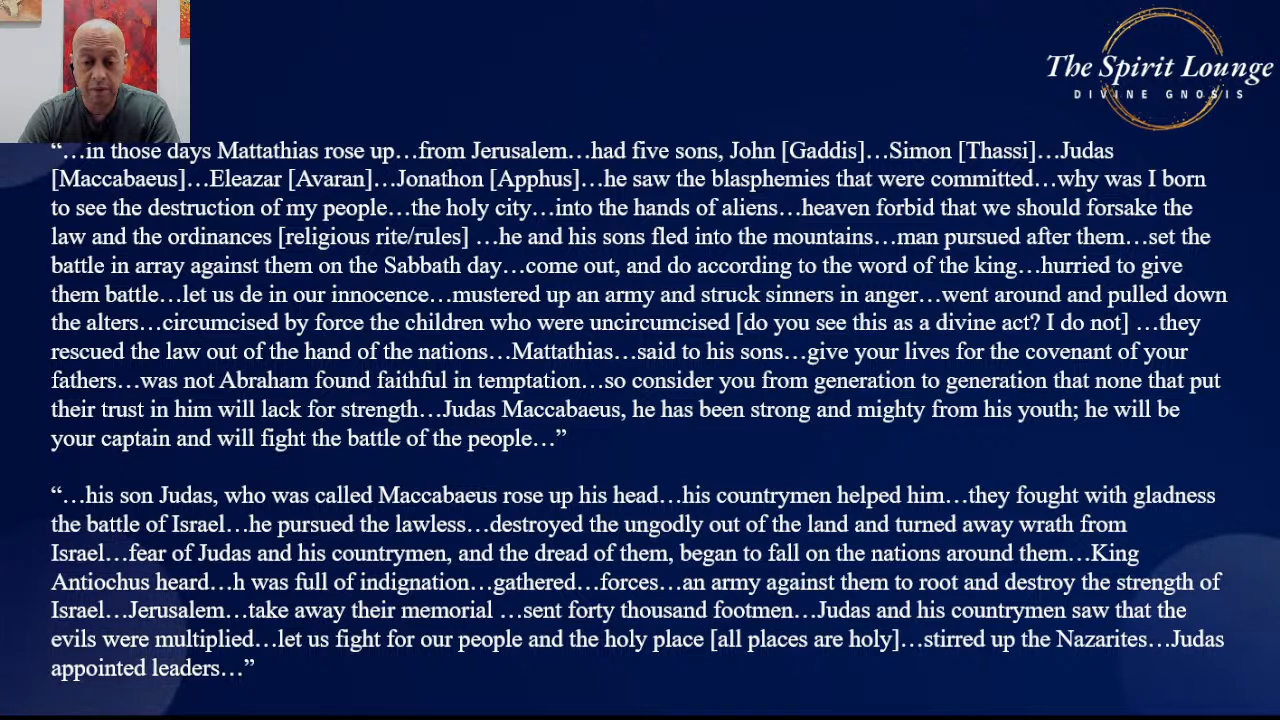 The Spirit Lounge
DIVINE GNOSIS
“…in those days Mattathias rose up…from Jerusalem…had five sons, John [Gaddis]…Simon [Thassi]…Judas
[Maccabaeus]…Eleazar [Avaran]…Jonathon [Apphus]…he saw the blasphemies that were committed…why was I born
to see the destruction of my people…the holy city…into the hands of aliens…heaven forbid that we should forsake the
law and the ordinances [religious rite/rules] …he and his sons fled into the mountains…man pursued after them…set the
battle in array against them on the Sabbath day…come out, and do according to the word of the king…hurried to give
them battle…let us de in our innocence…mustered up an army and struck sinners in anger…went around and pulled down
the alters…circumcised by force the children who were uncircumcised [do you see this as a divine act? I do not] …they
rescued the law out of the hand of the nations…Mattathias…said to his sons…give your lives for the covenant of your
fathers…was not Abraham found faithful in temptation…so consider you from generation to generation that none that put
their trust in him will lack for strength…Judas Maccabaeus, he has been strong and mighty from his youth; he will be
your captain and will fight the battle of the people…”
“…his son Judas, who was called Maccabaeus rose up his head…his countrymen helped him…they fought with gladness
the battle of Israel…he pursued the lawless…destroyed the ungodly out of the land and turned away wrath from
Israel…fear of Judas and his countrymen, and the dread of them, began to fall on the nations around them…King
Antiochus heard…h was full of indignation…gathered…forces…an army against them to root and destroy the strength of
Israel…Jerusalem…take away their memorial …sent forty thousand footmen…Judas and his countrymen saw that the
evils were multiplied…let us fight for our people and the holy place [all places are holy]…stirred up the Nazarites…Judas
appointed leaders…”